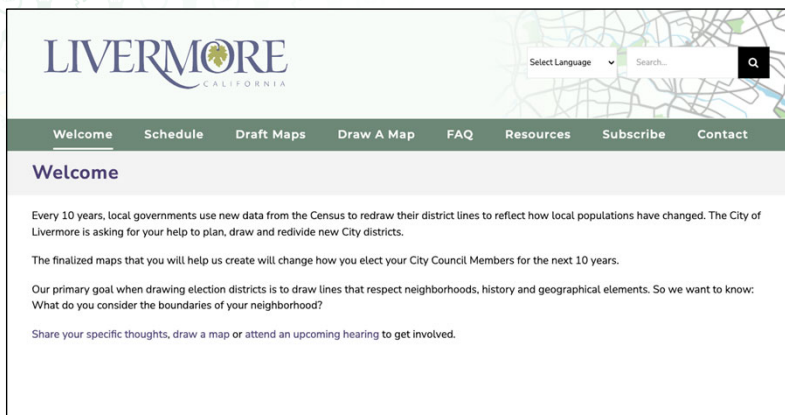 LIVERMORE
CALIFORNIA
Select Language
Search...
Welcome Schedule Draft Maps Draw A Map FAQ Resources Subscribe Contact
Welcome
Every 10 years, local governments use new data from the Census to redraw their district lines to reflect how local populations have changed. The City of
Livermore is asking for your help to plan, draw and redivide new City districts.
The finalized maps that you will help us create will change how you elect your City Council Members for the next 10 years.
Our primary goal when drawing election districts is to draw lines that respect neighborhoods, history and geographical elements. So we want to know:
What do you consider the boundaries of your neighborhood?
Share your specific thoughts, draw a map or attend an upcoming hearing to get involved.